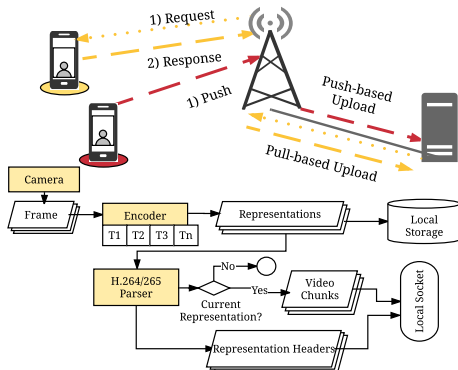 1) Request
2) Response
1) Push
Push-based
Upload
Pull-based Upload
Camera
Frame
Encoder
T1 T2 T3 Tn
Representations
Local
Storage
H.264/265
Parser
No
Yes
Current
Representation?
Video
Chunks
Local Socket
Representation Headers